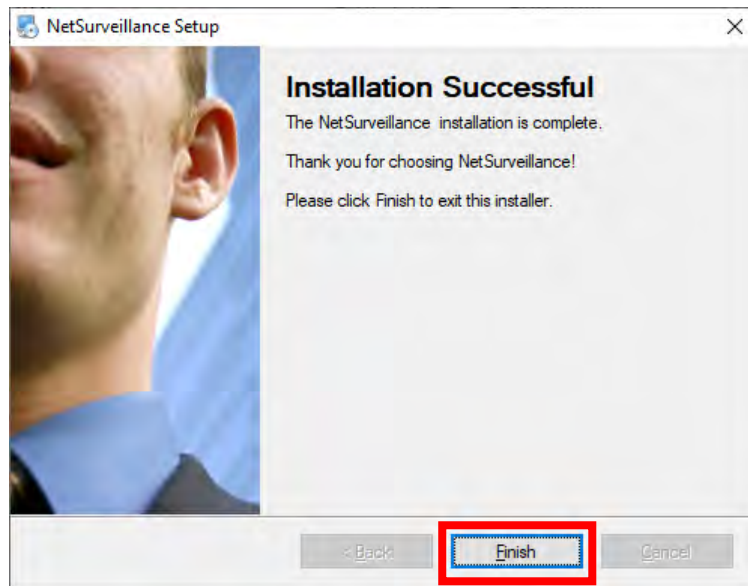 NetSurveillance Setup
Installation Successful
The NetSurveillance installation is complete.
Thank you for choosing NetSurveillance!
Please click Finish to exit this installer.
< Back Finish Cancel